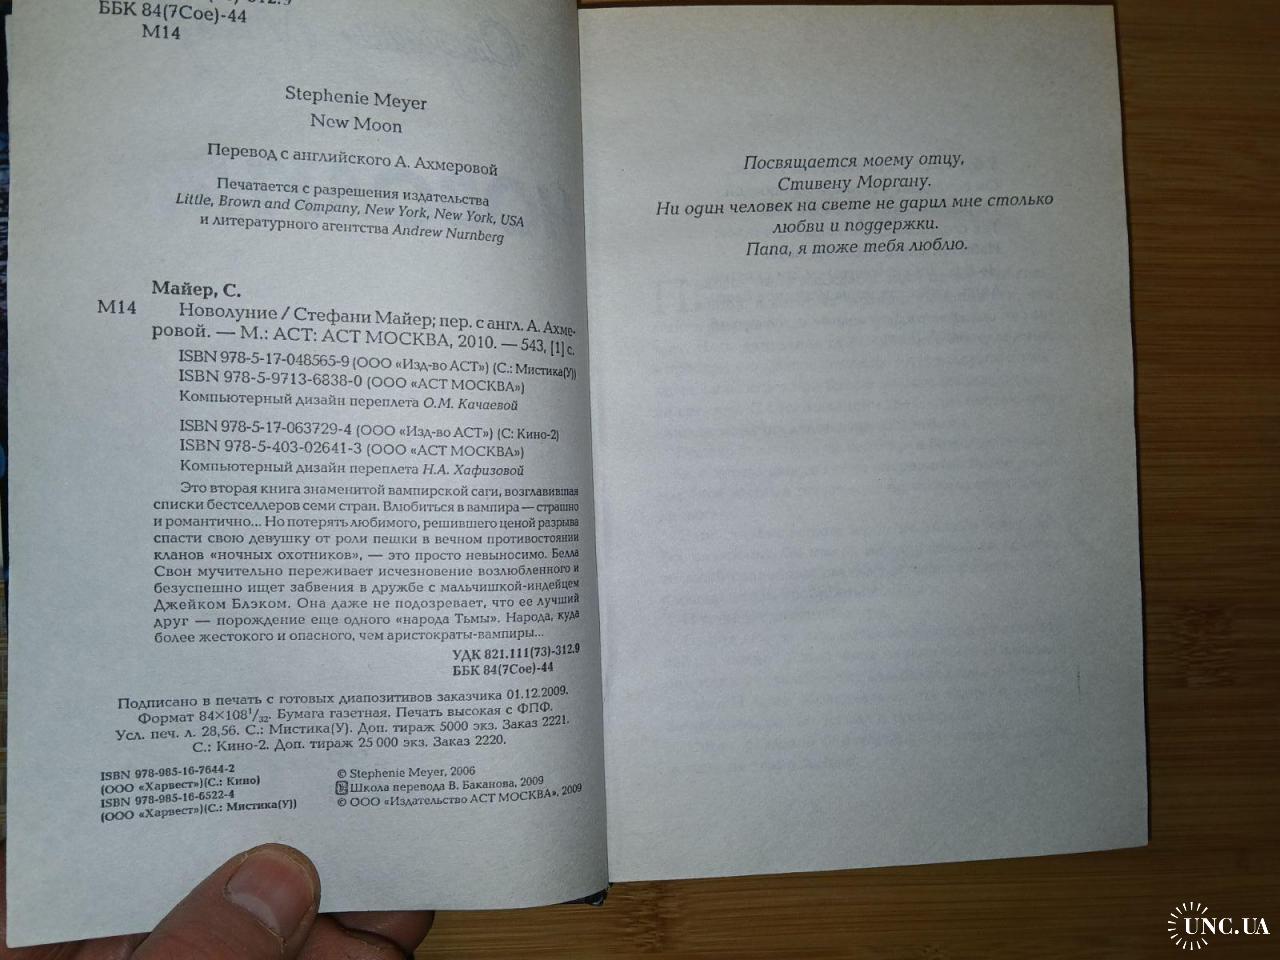 ББК 84(7Сое)-44
М14
Stephenie Meyer
New Moon
Перевод с английского А. Ахмеровой
Печатается с разрешения издательства
Little, Brown and Company, New York, New York, USA
и литературного агентства Andrew Nurnberg
Майер, С.
М14 Новолуние / Стефани Майер; пер. с англ. А. Ахме-
ровой. — М.: АСТ: АСТ МОСКВА, 2010. — 543, [1] с.
ISBN 978-5-17-048565-9 (ООО «Изд-во АСТ») (С.: Мистика(У))
ISBN 978-5-9713-6838-0 (ООО «АСТ МОСКВА»)
Компьютерный дизайн переплета О.М. Качаевой
ISBN 978-5-17-063729-4 (ООО «Изд-во АСТ») (С: Кино-2)
ISBN 978-5-403-02641-3 (ООО «АСТ МОСКВА»)
Компьютерный дизайн переплета Н.А. Хафизовой
Это вторая книга знаменитой вампирской саги, возглавившая
списки бестселлеров семи стран. Влюбиться в вампира — страшно
и романтично... Но потерять любимого, решившего ценой разрыва
спасти свою девушку от роли пешки в вечном противостоянии
кланов «ночных охотников», — это просто невыносимо. Белла
Свон мучительно переживает исчезновение возлюбленного и
безуспешно ищет забвения в дружбе с мальчишкой-индейцем
Джейком Блэком. Она даже не подозревает, что ее лучший
друг — порождение еще одного «народа Тьмы». Народа, куда
более жестокого и опасного, чем аристократы-вампиры...
УДК 821.111(73)-312.9
ББК 84(7Сое)-44
Подписано в печать с готовых диапозитивов заказчика 01.12.2009.
Формат 84×108¹/₃₂. Бумага газетная. Печать высокая с ФПФ.
Усл. печ. л. 28,56. С.: Мистика(У). Доп. тираж 5000 экз. Заказ 2221.
С.: Кино-2. Доп. тираж 25 000 экз. Заказ 2220.
ISBN 978-985-16-7644-2
(ООО «Харвест»)(С.: Кино)
ISBN 978-985-16-6522-4
(ООО «Харвест»)(С.: Мистика(У))
© Stephenie Meyer, 2006
Школа перевода В. Баканова, 2009
© ООО «Издательство АСТ МОСКВА», 2009
Посвящается моему отцу,
Стивену Моргану.
Ни один человек на свете не дарил мне столько
любви и поддержки.
Папа, я тоже тебя люблю.
UNC.UA